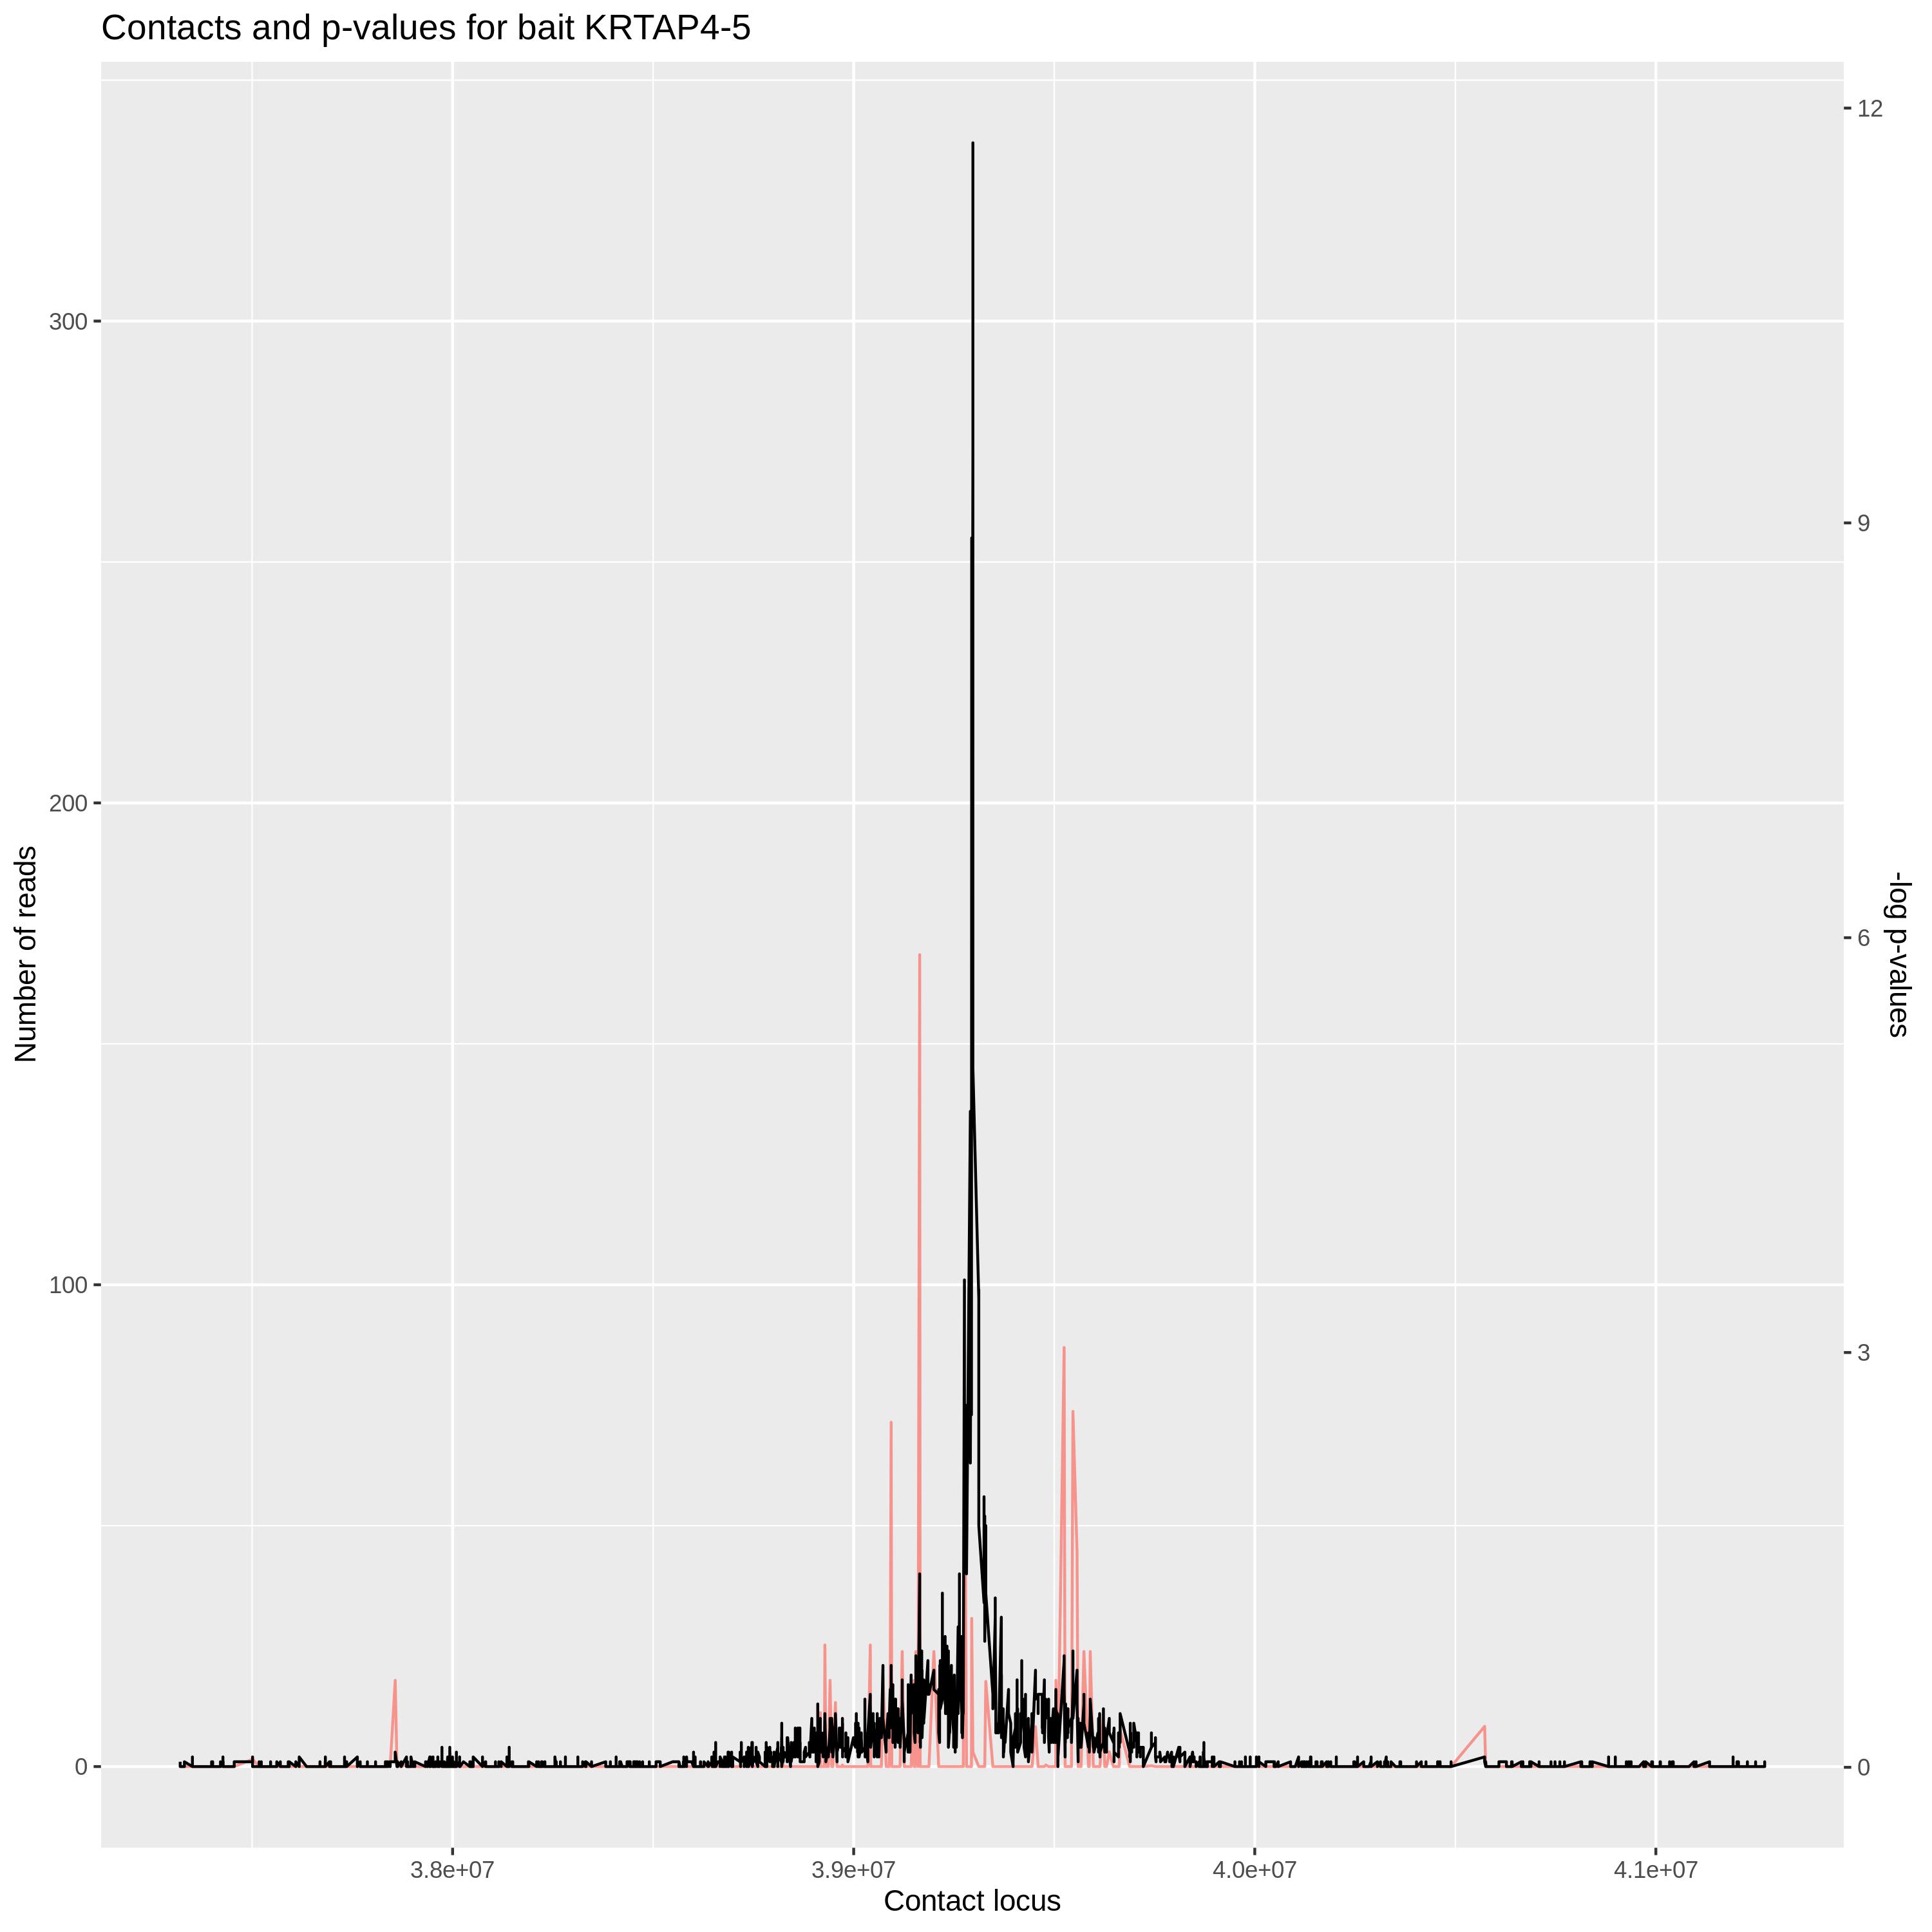 Contacts and p-values for bait KRTAP4-5
Number of reads
300
200
100
0
12
9
6
3
0
-log p-values
3.8e+07
3.9e+07
4.0e+07
4.1e+07
Contact locus